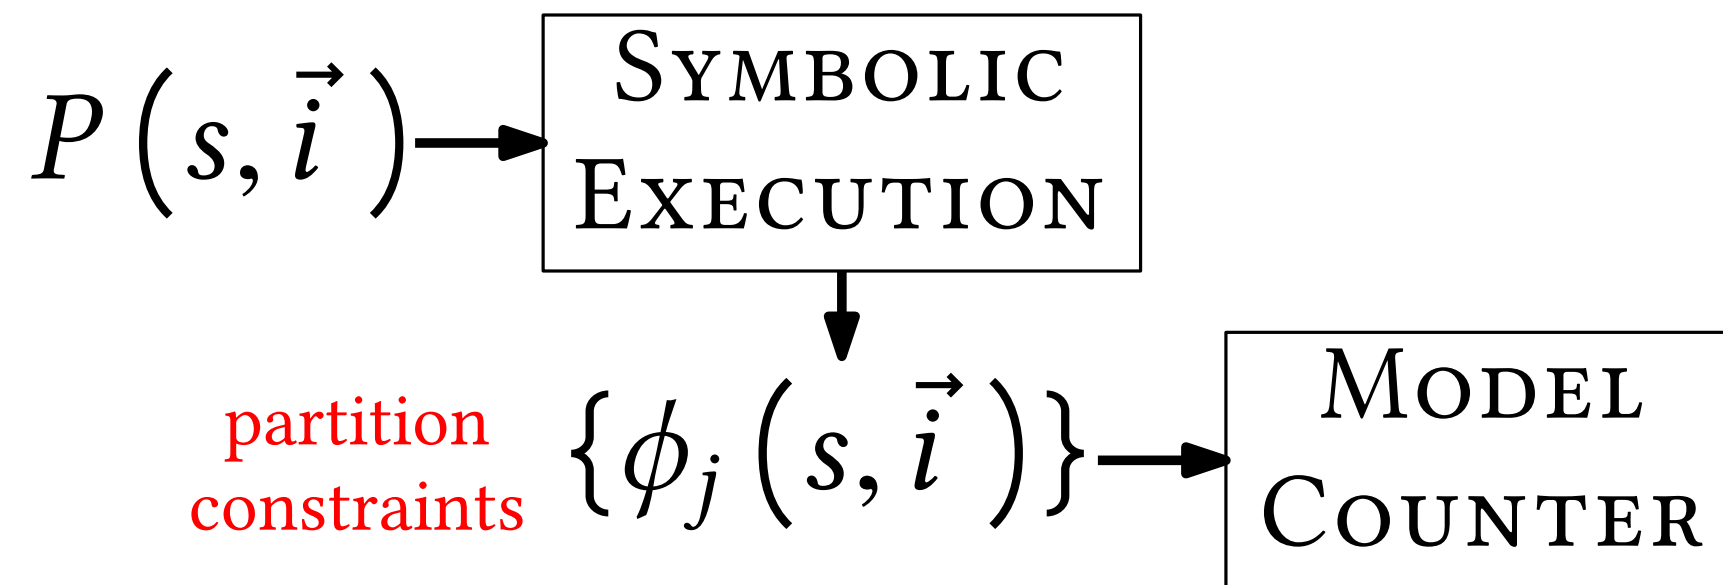 P(s, i⃗)
SYMBOLIC
EXECUTION
partition
constraints
{ϕⱼ(s, i⃗)}
MODEL
COUNTER